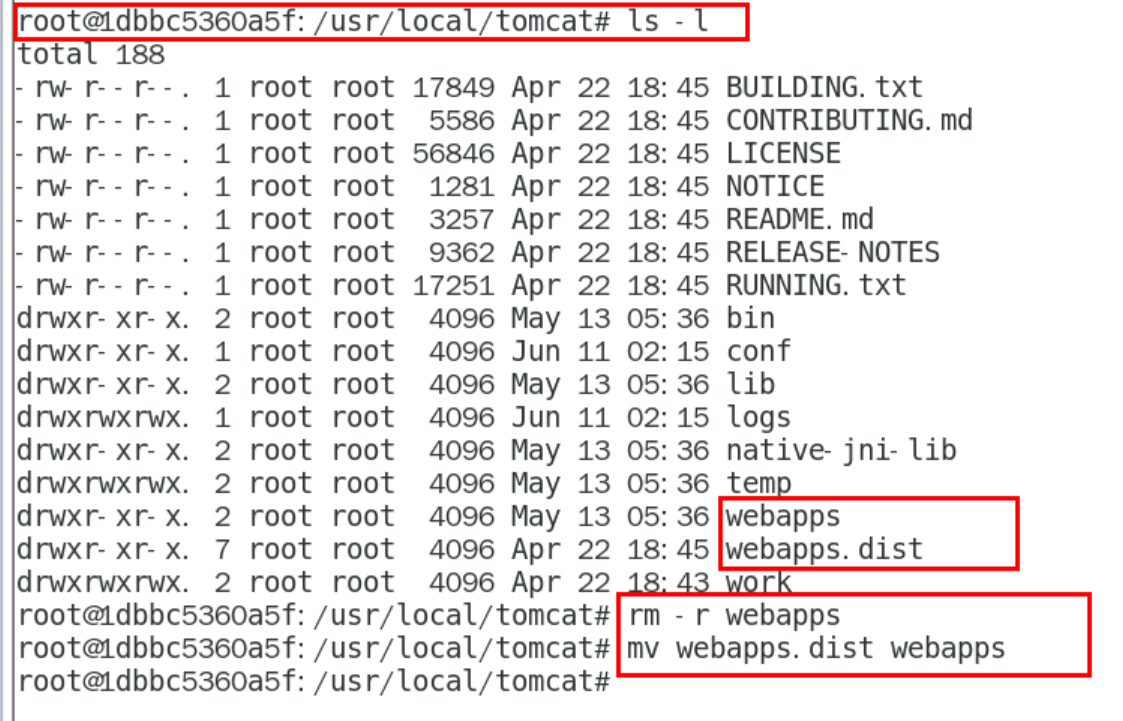 root@1dbbc5360a5f:/usr/local/tomcat# ls -l
total 188
-rw-r--r--. 1 root root 17849 Apr 22 18:45 BUILDING.txt
-rw-r--r--. 1 root root  5586 Apr 22 18:45 CONTRIBUTING.md
-rw-r--r--. 1 root root 56846 Apr 22 18:45 LICENSE
-rw-r--r--. 1 root root  1281 Apr 22 18:45 NOTICE
-rw-r--r--. 1 root root  3257 Apr 22 18:45 README.md
-rw-r--r--. 1 root root  9362 Apr 22 18:45 RELEASE-NOTES
-rw-r--r--. 1 root root 17251 Apr 22 18:45 RUNNING.txt
drwxr-xr-x. 2 root root  4096 May 13 05:36 bin
drwxr-xr-x. 1 root root  4096 Jun 11 02:15 conf
drwxr-xr-x. 2 root root  4096 May 13 05:36 lib
drwxrwxrwx. 1 root root  4096 Jun 11 02:15 logs
drwxr-xr-x. 2 root root  4096 May 13 05:36 native-jni-lib
drwxrwxrwx. 2 root root  4096 May 13 05:36 temp
drwxr-xr-x. 2 root root  4096 May 13 05:36 webapps
drwxr-xr-x. 7 root root  4096 Apr 22 18:45 webapps.dist
drwxrwxrwx. 2 root root  4096 Apr 22 18:43 work
root@1dbbc5360a5f:/usr/local/tomcat# rm -r webapps
root@1dbbc5360a5f:/usr/local/tomcat# mv webapps.dist webapps
root@1dbbc5360a5f:/usr/local/tomcat#